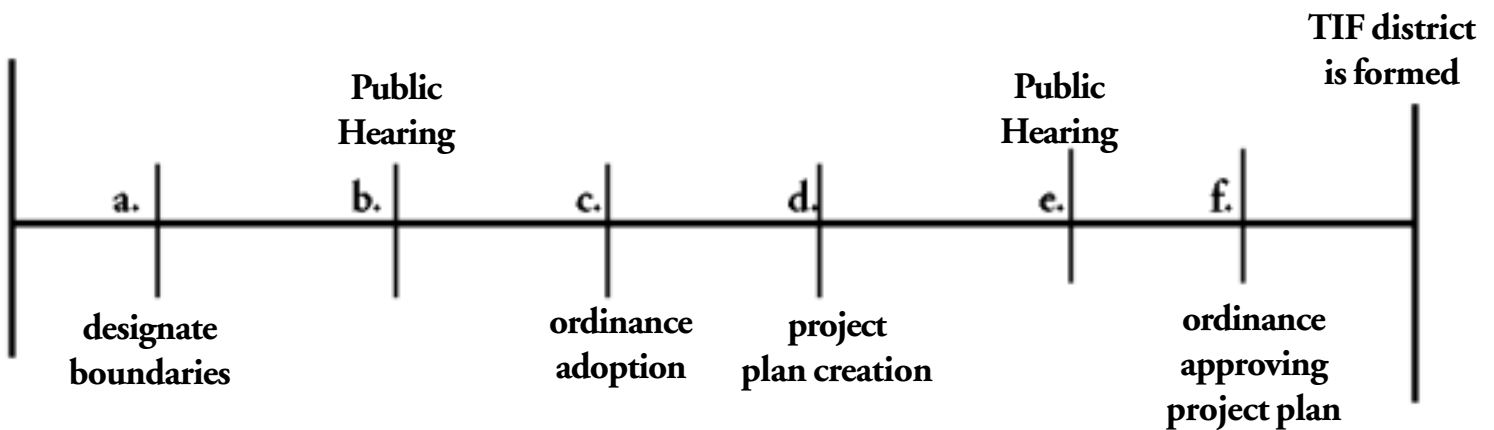 TIF district
is formed
Public
Hearing
Public
Hearing
a.
b.
c.
d.
e.
f.
designate
boundaries
ordinance
adoption
project
plan creation
ordinance
approving
project plan